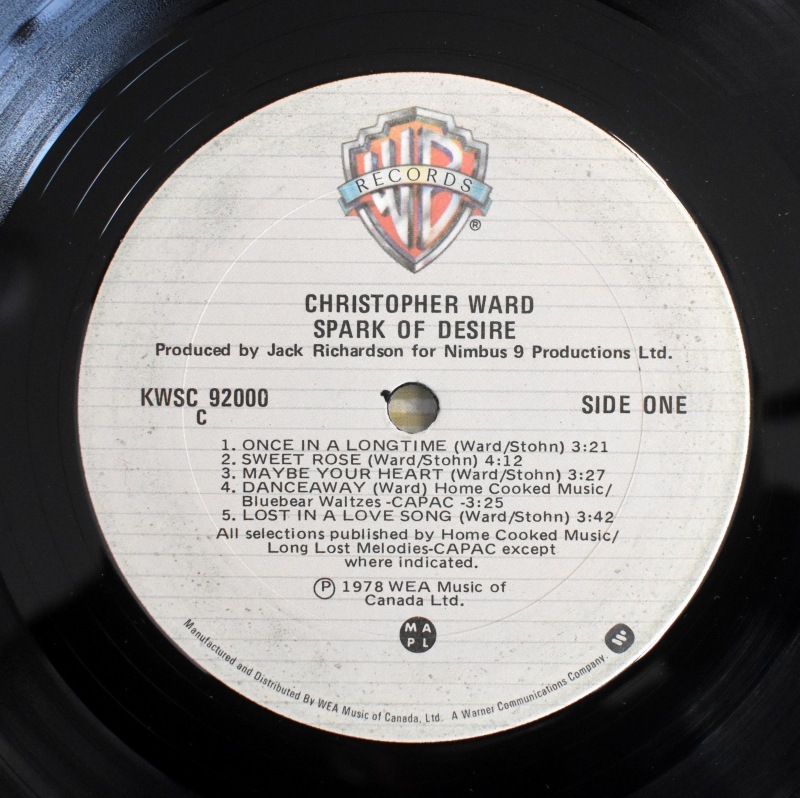 WB
RECORDS
®
CHRISTOPHER WARD
SPARK OF DESIRE
Produced by Jack Richardson for Nimbus 9 Productions Ltd.
KWSC 92000
C
SIDE ONE
1. ONCE IN A LONGTIME (Ward/Stohn) 3:21
2. SWEET ROSE (Ward/Stohn) 4:12
3. MAYBE YOUR HEART (Ward/Stohn) 3:27
4. DANCEAWAY (Ward) Home Cooked Music/
Bluebear Waltzes -CAPAC -3:25
5. LOST IN A LOVE SONG (Ward/Stohn) 3:42
All selections published by Home Cooked Music/
Long Lost Melodies-CAPAC except
where indicated.
Ⓟ 1978 WEA Music of
Canada Ltd.
M A
P L
Manufactured and Distributed By WEA Music of Canada, Ltd. A Warner Communications Company.